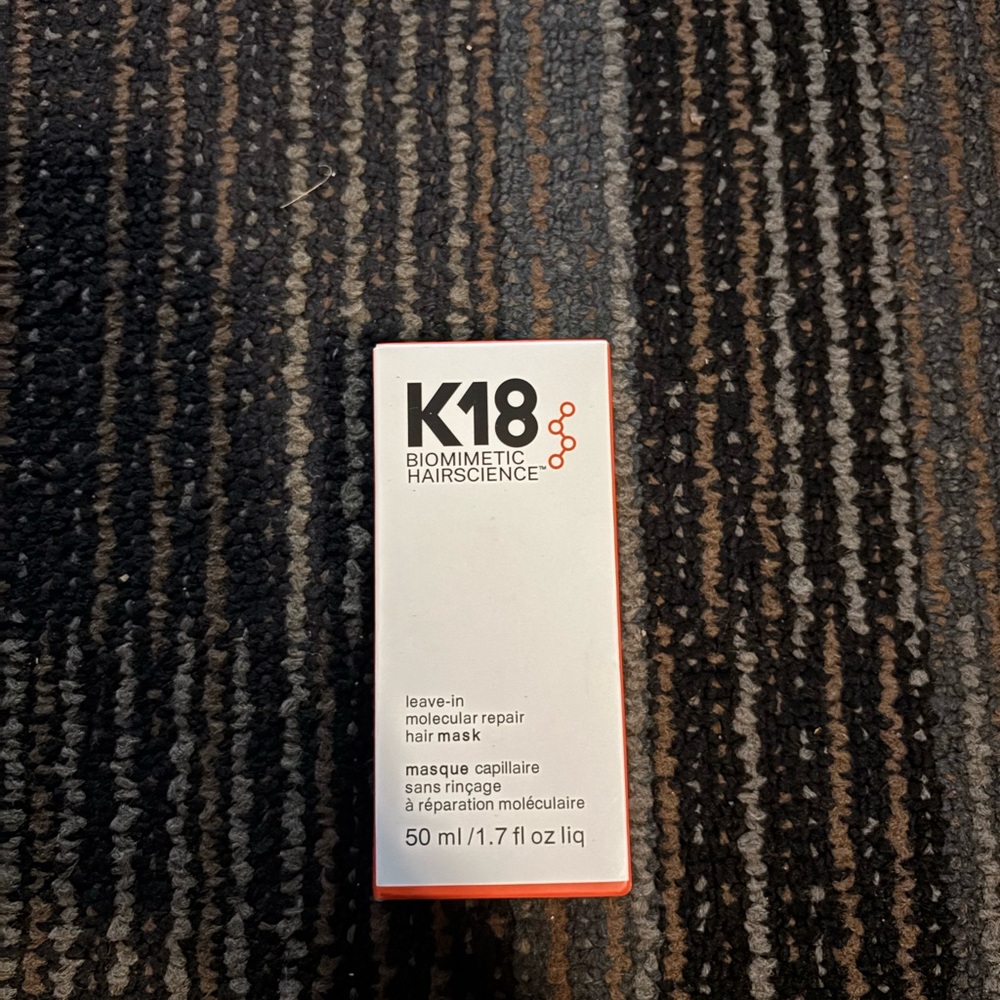 K18
BIOMIMETIC
HAIRSCIENCE™
leave-in
molecular repair
hair mask
masque capillaire
sans rinçage
à réparation moléculaire
50 ml / 1.7 fl oz liq